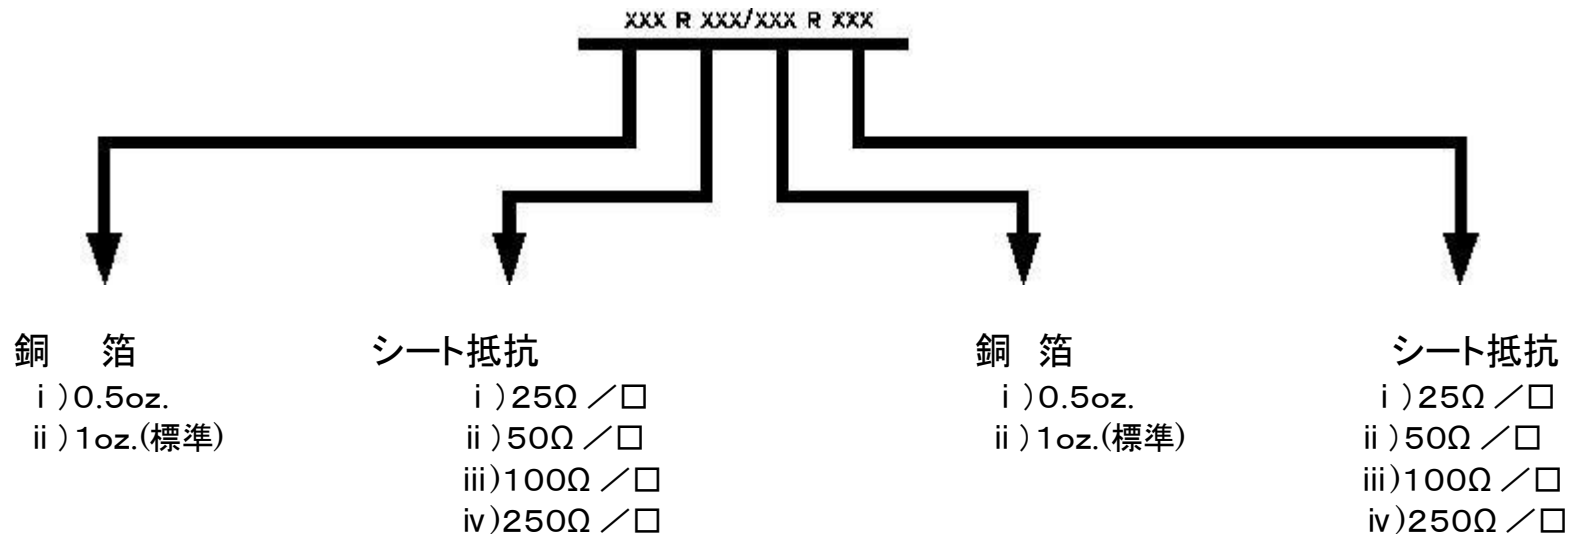 XXX R XXX/XXX R XXX
銅　箔
ⅰ）0.5oz.
ⅱ）1oz.(標準)
シート抵抗
ⅰ）25Ω ／□
ⅱ）50Ω ／□
ⅲ)100Ω ／□
ⅳ)250Ω ／□
銅　箔
ⅰ）0.5oz.
ⅱ）1oz.(標準)
シート抵抗
ⅰ）25Ω ／□
ⅱ）50Ω ／□
ⅲ)100Ω ／□
ⅳ)250Ω ／□